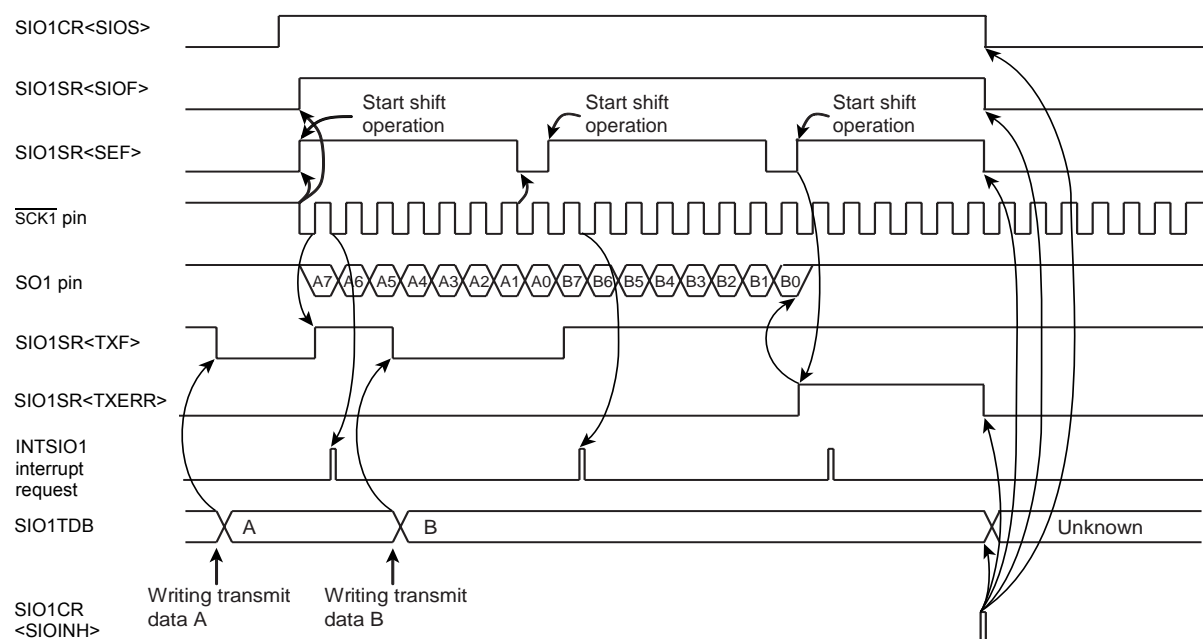 SIO1CR<SIOS>
SIO1SR<SIOF>
Start shift
operation
Start shift
operation
Start shift
operation
SIO1SR<SEF>
SCK1 pin
SO1 pin
A7 A6 A5 A4 A3 A2 A1 A0 B7 B6 B5 B4 B3 B2 B1 B0
SIO1SR<TXF>
SIO1SR<TXERR>
INTSIO1
interrupt
request
SIO1TDB
A
B
Unknown
Writing transmit
data A
Writing transmit
data B
SIO1CR
<SIOINH>